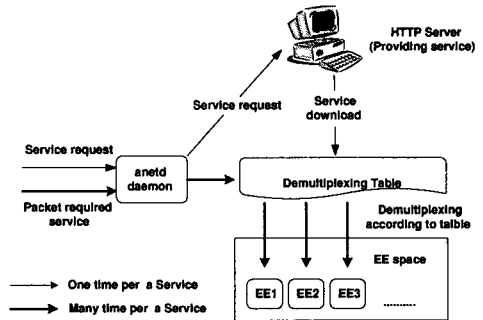 HTTP Server
(Providing service)
Service request
Service
download
Service request
anetd
daemon
Packet required
service
Demultiplexing Table
Demultiplexing
according to talble
EE space
EE1
EE2
EE3
.........
One time per a Service
Many time per a Service